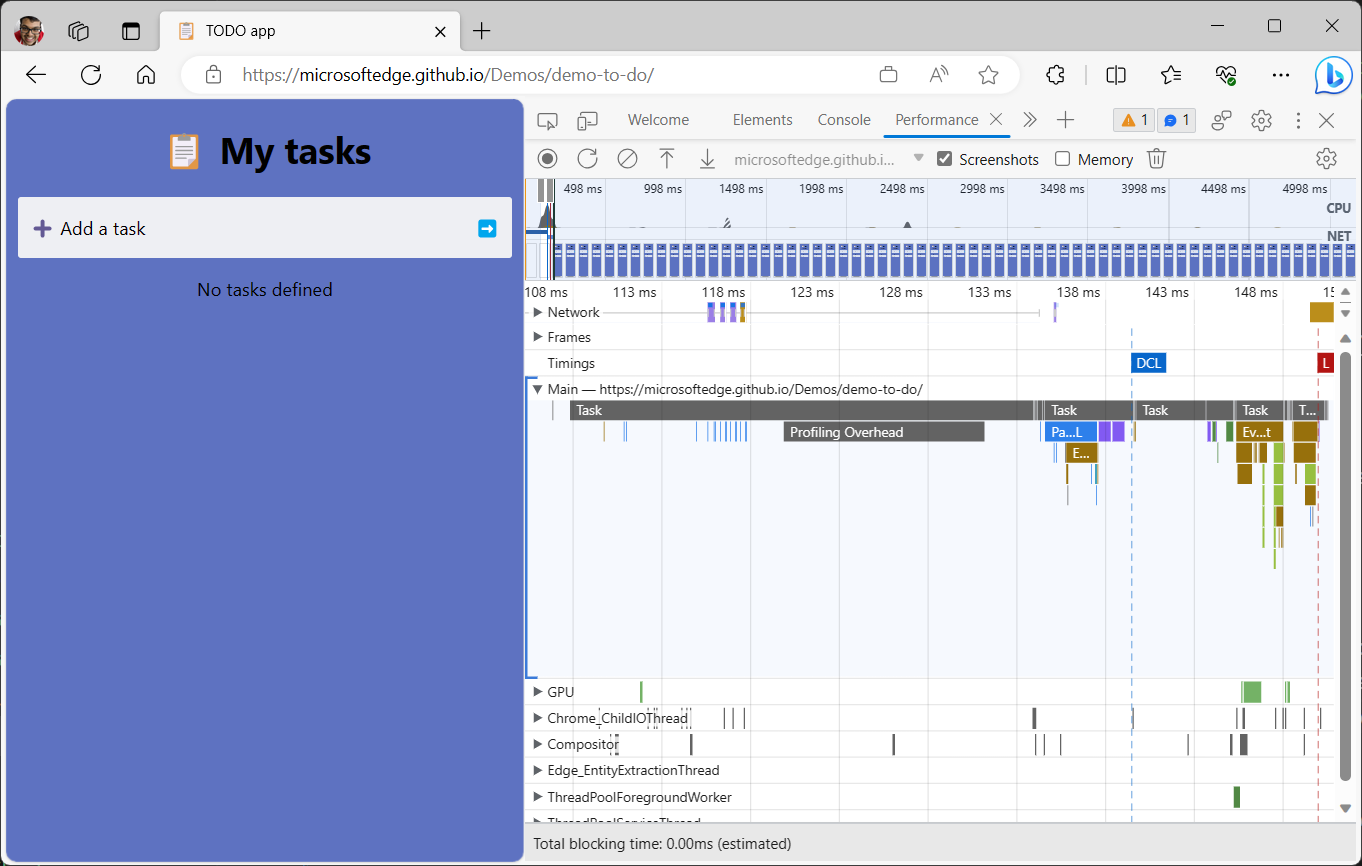 TODO app
https://microsoftedge.github.io/Demos/demo-to-do/
My tasks
Add a task
No tasks defined
Welcome Elements Console Performance 1 1
microsoftedge.github.i... Screenshots Memory
498 ms 998 ms 1498 ms 1998 ms 2498 ms 2998 ms 3498 ms 3998 ms 4498 ms 4998 ms
CPU
NET
108 ms 113 ms 118 ms 123 ms 128 ms 133 ms 138 ms 143 ms 148 ms
Network
Frames
Timings DCL L
Main — https://microsoftedge.github.io/Demos/demo-to-do/
Task Task Task Task T...
Profiling Overhead Pa...L Ev...t
E...
GPU
Chrome_ChildIOThread
Compositor
Edge_EntityExtractionThread
ThreadPoolForegroundWorker
ThreadPoolServiceThread
Total blocking time: 0.00ms (estimated)